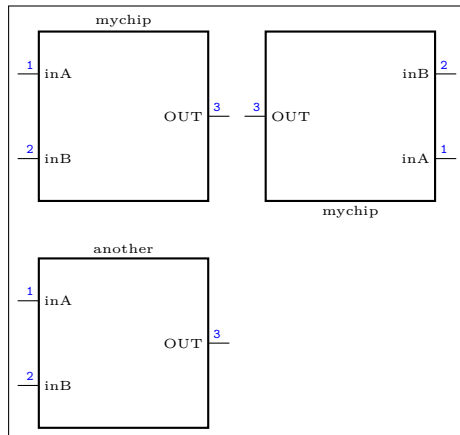 mychip
1 inA
2 inB
OUT 3
mychip
3 OUT
inB 2
inA 1
another
1 inA
2 inB
OUT 3